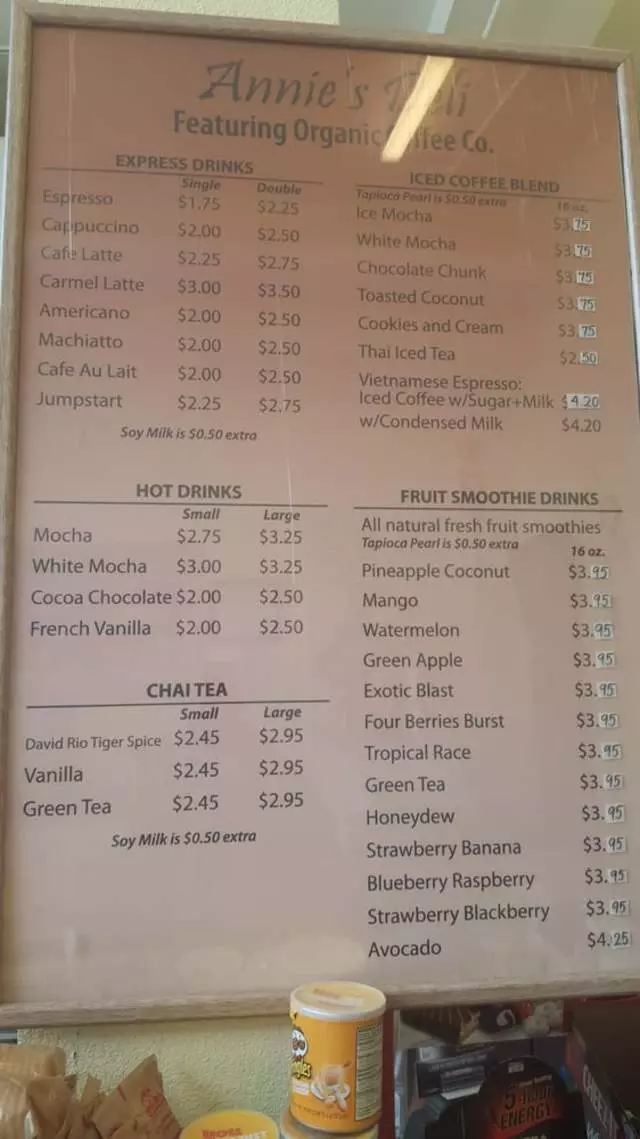 Annie's Deli
Featuring Organic Coffee Co.
EXPRESS DRINKS
Single Double
Espresso $1.75 $2.25
Cappuccino $2.00 $2.50
Cafe Latte $2.25 $2.75
Carmel Latte $3.00 $3.50
Americano $2.00 $2.50
Machiatto $2.00 $2.50
Cafe Au Lait $2.00 $2.50
Jumpstart $2.25 $2.75
Soy Milk is $0.50 extra
HOT DRINKS
Small Large
Mocha $2.75 $3.25
White Mocha $3.00 $3.25
Cocoa Chocolate $2.00 $2.50
French Vanilla $2.00 $2.50
CHAI TEA
Small Large
David Rio Tiger Spice $2.45 $2.95
Vanilla $2.45 $2.95
Green Tea $2.45 $2.95
Soy Milk is $0.50 extra
ICED COFFEE BLEND
Tapioca Pearl is $0.50 extra 16 oz.
Ice Mocha $3.75
White Mocha $3.75
Chocolate Chunk $3.75
Toasted Coconut $3.75
Cookies and Cream $3.75
Thai Iced Tea $2.50
Vietnamese Espresso:
Iced Coffee w/Sugar+Milk $4.20
w/Condensed Milk $4.20
FRUIT SMOOTHIE DRINKS
All natural fresh fruit smoothies
Tapioca Pearl is $0.50 extra
16 oz.
Pineapple Coconut $3.95
Mango $3.95
Watermelon $3.95
Green Apple $3.95
Exotic Blast $3.95
Four Berries Burst $3.95
Tropical Race $3.95
Green Tea $3.95
Honeydew $3.95
Strawberry Banana $3.95
Blueberry Raspberry $3.95
Strawberry Blackberry $3.95
Avocado $4.25
5-hour
ENERGY